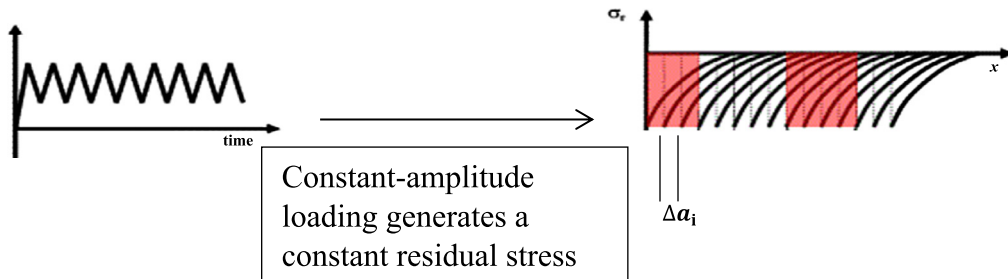 σᵣ
x
time
Δaᵢ
Constant-amplitude
loading generates a
constant residual stress